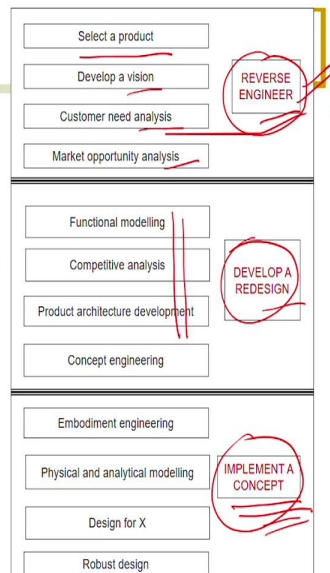 Select a product
Develop a vision
REVERSE
ENGINEER
Customer need analysis
Market opportunity analysis
Functional modelling
Competitive analysis
DEVELOP A
REDESIGN
Product architecture development
Concept engineering
Embodiment engineering
Physical and analytical modelling
IMPLEMENT A
CONCEPT
Design for X
Robust design